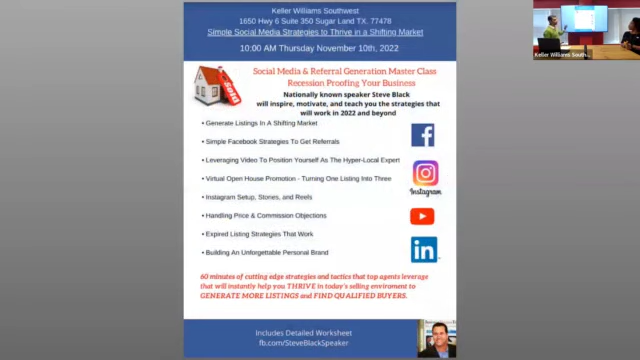 Keller Williams Southwest
1650 Hwy 6 Suite 350 Sugar Land TX. 77478
Simple Social Media Strategies to Thrive in a Shifting Market
10:00 AM Thursday November 10th, 2022
Sold
Social Media & Referral Generation Master Class
Recession Proofing Your Business
Nationally known speaker Steve Black
will inspire, motivate, and teach you the strategies that
will work in 2022 and beyond
• Generate Listings In A Shifting Market
• Simple Facebook Strategies To Get Referrals
• Leveraging Video To Position Yourself As The Hyper-Local Expert
• Virtual Open House Promotion - Turning One Listing Into Three
• Instagram Setup, Stories, and Reels
• Handling Price & Commission Objections
• Expired Listing Strategies That Work
• Building An Unforgettable Personal Brand
f
Instagram
in
60 minutes of cutting edge strategies and tactics that top agents leverage
that will instantly help you THRIVE in today's selling enviroment to
GENERATE MORE LISTINGS and FIND QUALIFIED BUYERS.
Includes Detailed Worksheet
fb.com/SteveBlackSpeaker
Keller Williams South...